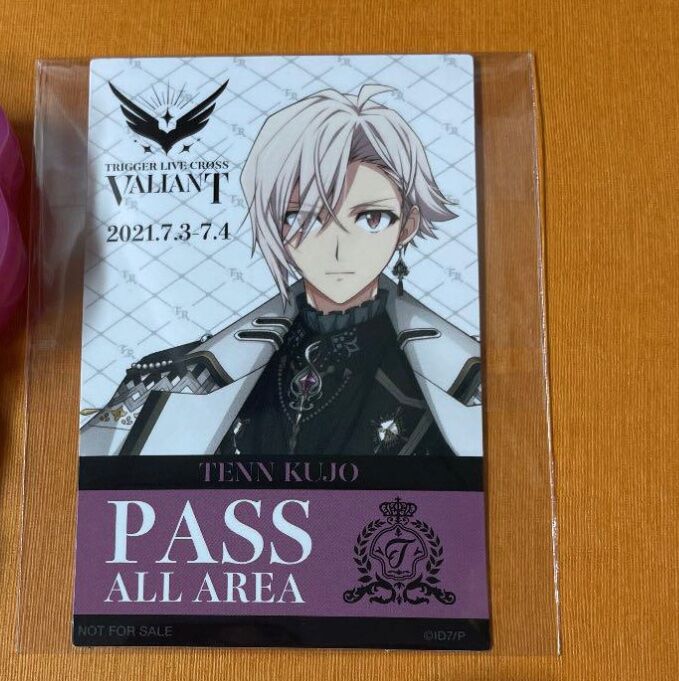 TRIGGER LIVE CROSS
VALIANT
2021.7.3-7.4
TENN KUJO
PASS
ALL AREA
T
NOT FOR SALE
©ID7/P